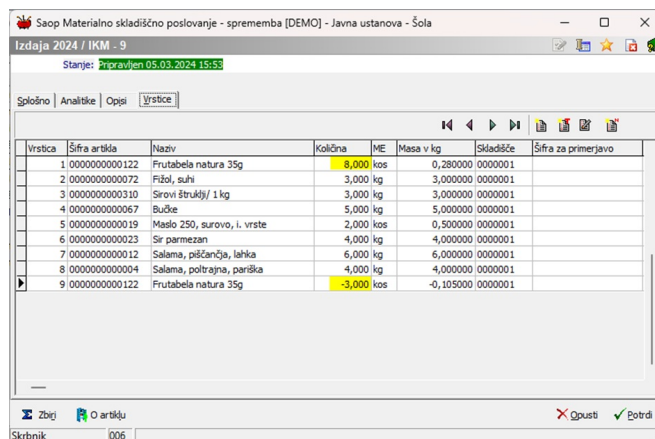 Saop Materialno skladiščno poslovanje - sprememba [DEMO] - Javna ustanova - Šola
Izdaja 2024 / IKM - 9
Stanje: Pripravljen 05.03.2024 15:53
Splošno Analitike Opisi Vrstice
Vrstica Šifra artikla Naziv Količina ME Masa v kg Skladišče Šifra za primerjavo
1 0000000000122 Frutabela natura 35g 8,000 kos 0,280000 0000001
2 0000000000072 Fižol, suhi 3,000 kg 3,000000 0000001
3 0000000000310 Sirovi štruklji/ 1 kg 3,000 kg 3,000000 0000001
4 0000000000067 Bučke 5,000 kg 5,000000 0000001
5 0000000000019 Maslo 250, surovo, i. vrste 2,000 kos 0,500000 0000001
6 0000000000023 Sir parmezan 4,000 kg 4,000000 0000001
7 0000000000012 Salama, piščančja, lahka 6,000 kg 6,000000 0000001
8 0000000000004 Salama, poltrajna, pariška 4,000 kg 4,000000 0000001
9 0000000000122 Frutabela natura 35g -3,000 kos -0,105000 0000001
Σ Zbirj O artiklu Opusti Potrdi
Skrbnik 006